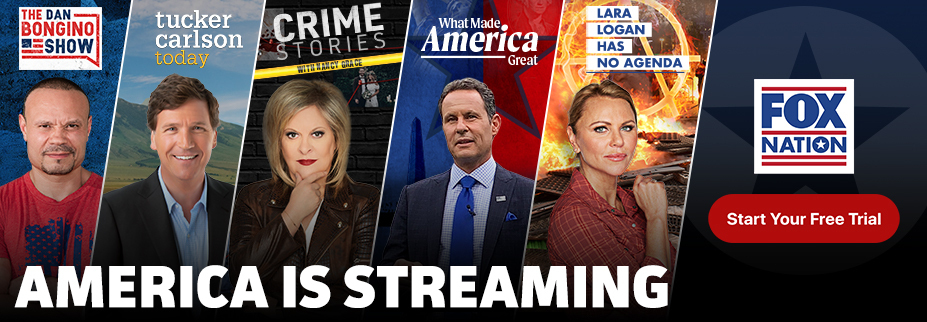 THE DAN
BONGINO
SHOW
tucker
carlson
today
CRIME
STORIES
WITH NANCY GRACE
What Made
America
Great
LARA
LOGAN
HAS
NO AGENDA
FOX
NATION
Start Your Free Trial
AMERICA IS STREAMING